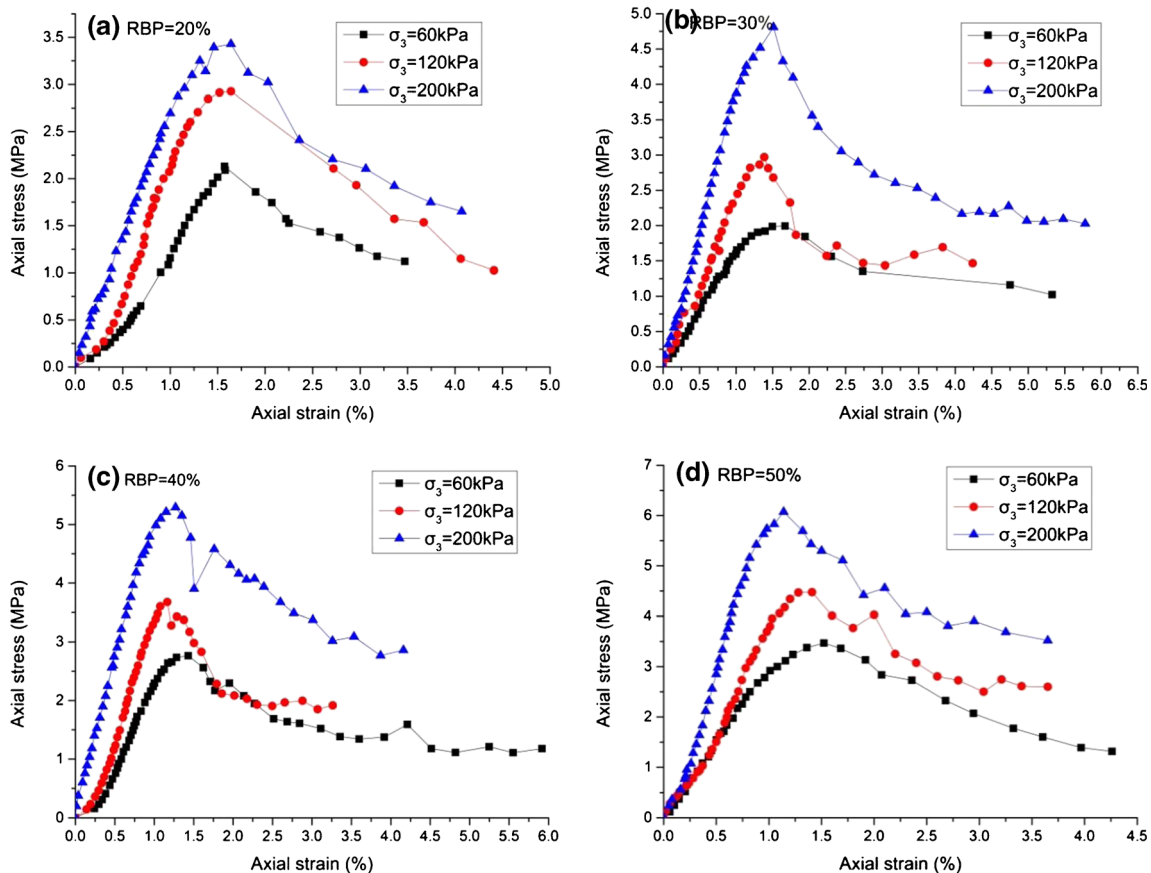 (a) RBP=20%
σ3=60kPa
σ3=120kPa
σ3=200kPa
Axial stress (MPa)
3.5
3.0
2.5
2.0
1.5
1.0
0.5
0.0
0.0 0.5 1.0 1.5 2.0 2.5 3.0 3.5 4.0 4.5 5.0
Axial strain (%)
(b) RBP=30%
σ3=60kPa
σ3=120kPa
σ3=200kPa
Axial stress (MPa)
5.0
4.5
4.0
3.5
3.0
2.5
2.0
1.5
1.0
0.5
0.0
0.0 0.5 1.0 1.5 2.0 2.5 3.0 3.5 4.0 4.5 5.0 5.5 6.0 6.5
Axial strain (%)
(c) RBP=40%
σ3=60kPa
σ3=120kPa
σ3=200kPa
Axial stress (MPa)
6
5
4
3
2
1
0
0.0 0.5 1.0 1.5 2.0 2.5 3.0 3.5 4.0 4.5 5.0 5.5 6.0
Axial strain (%)
(d) RBP=50%
σ3=60kPa
σ3=120kPa
σ3=200kPa
Axial stress (MPa)
7
6
5
4
3
2
1
0
0.0 0.5 1.0 1.5 2.0 2.5 3.0 3.5 4.0 4.5
Axial strain (%)